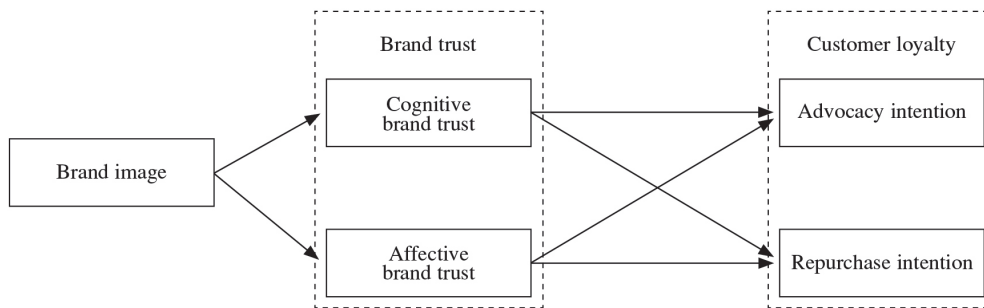 Brand trust
Customer loyalty
Cognitive
brand trust
Advocacy intention
Brand image
Affective
brand trust
Repurchase intention